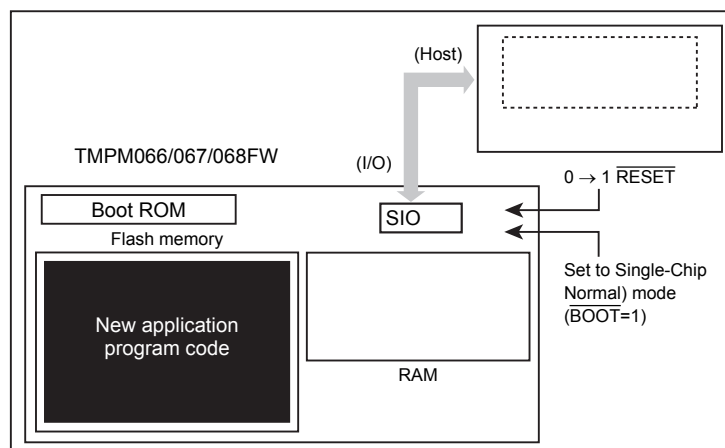 (Host)
TMPM066/067/068FW
(I/O)
0 → 1 RESET
Boot ROM
SIO
Flash memory
Set to Single-Chip
Normal) mode
(BOOT=1)
New application
program code
RAM